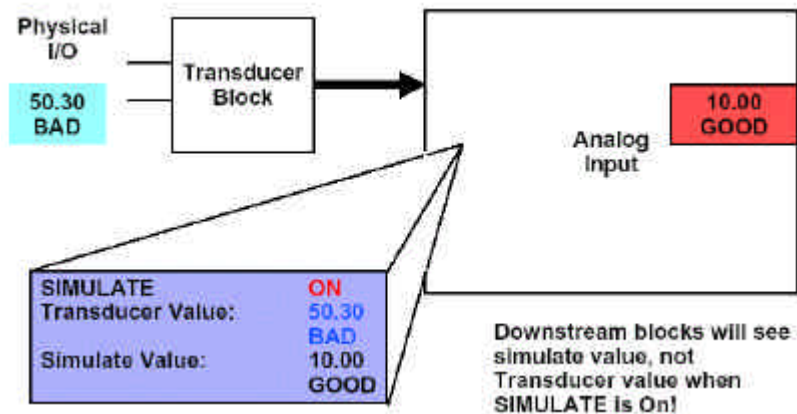 Physical
I/O
50.30
BAD
Transducer
Block
Analog
Input
10.00
GOOD
SIMULATE ON
Transducer Value: 50.30
BAD
Simulate Value: 10.00
GOOD
Downstream blocks will see
simulate value, not
Transducer value when
SIMULATE is On!